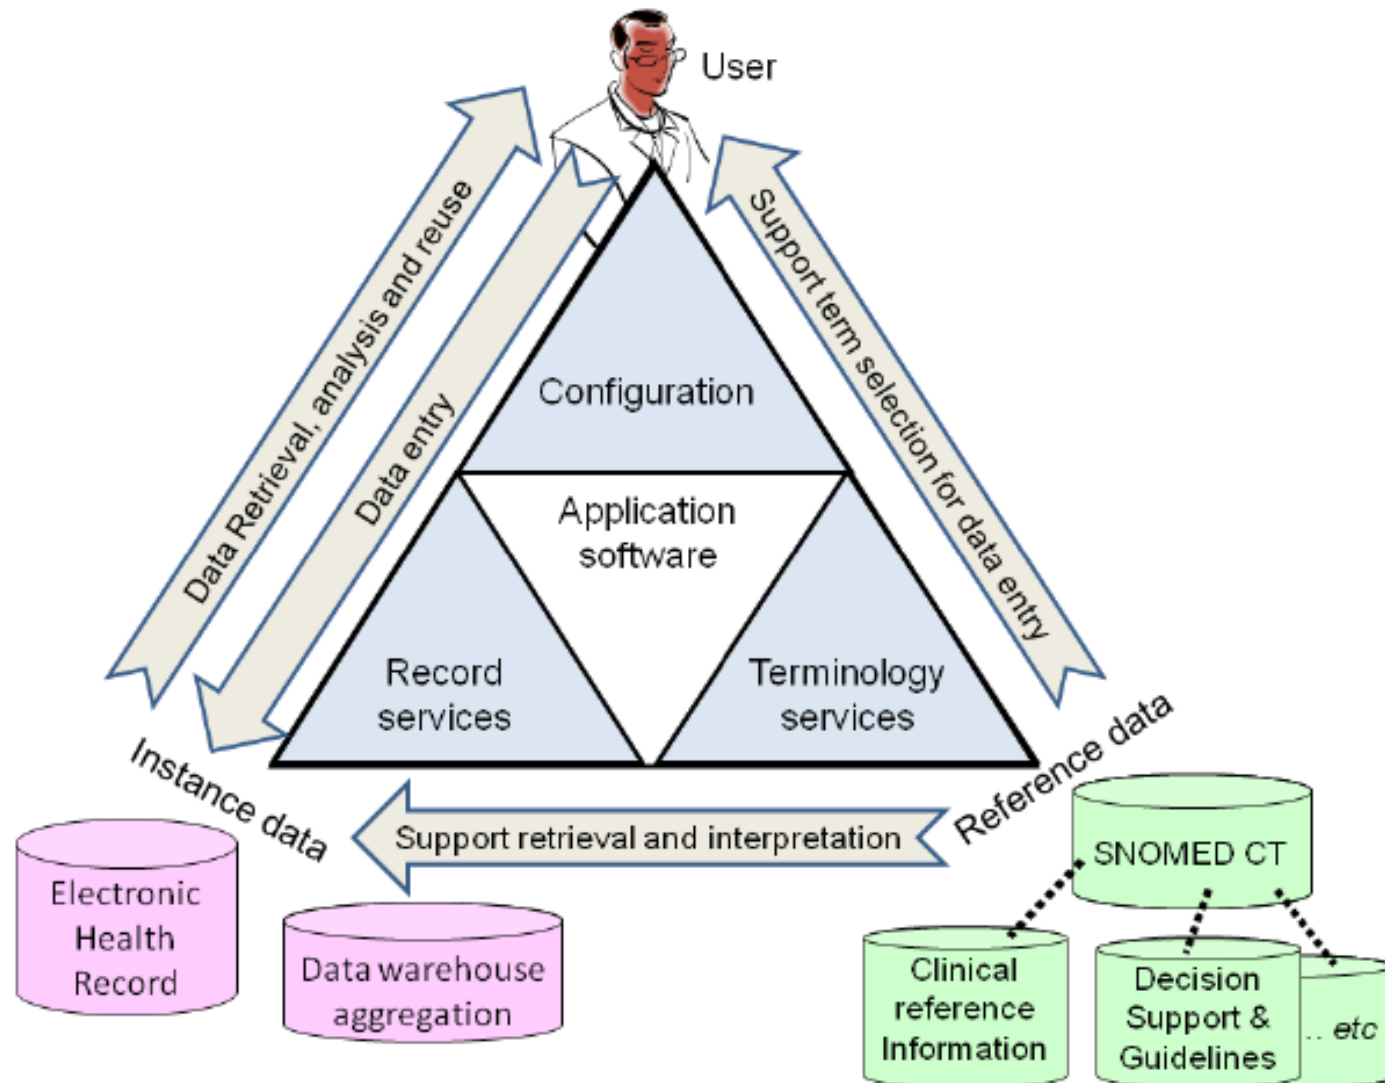 User
Data Retrieval, analysis and reuse
Data entry
Support term selection for data entry
Configuration
Application
software
Record
services
Terminology
services
Instance data
Reference data
Support retrieval and interpretation
Electronic
Health
Record
Data warehouse
aggregation
SNOMED CT
Clinical
reference
Information
Decision
Support &
Guidelines
.. etc